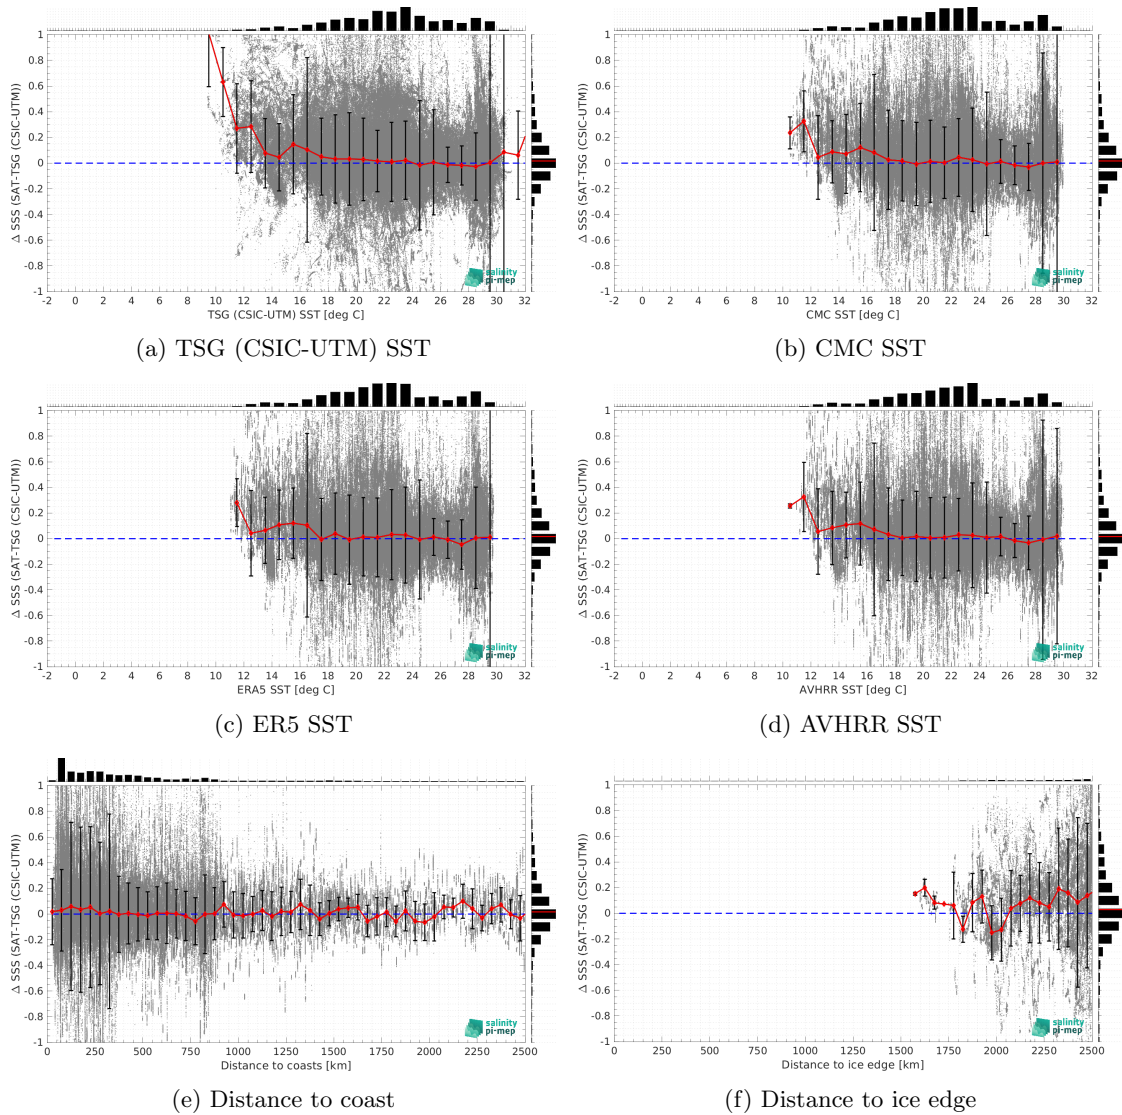 1
0.8
0.6
0.4
0.2
0
-0.2
-0.4
-0.6
-0.8
-1
Δ SSS (SAT-TSG (CSIC-UTM))
-2 0 2 4 6 8 10 12 14 16 18 20 22 24 26 28 30 32
TSG (CSIC-UTM) SST [deg C]
salinity
pi-mep
(a) TSG (CSIC-UTM) SST
1
0.8
0.6
0.4
0.2
0
-0.2
-0.4
-0.6
-0.8
-1
Δ SSS (SAT-TSG (CSIC-UTM))
-2 0 2 4 6 8 10 12 14 16 18 20 22 24 26 28 30 32
CMC SST [deg C]
salinity
pi-mep
(b) CMC SST
1
0.8
0.6
0.4
0.2
0
-0.2
-0.4
-0.6
-0.8
-1
Δ SSS (SAT-TSG (CSIC-UTM))
-2 0 2 4 6 8 10 12 14 16 18 20 22 24 26 28 30 32
ERA5 SST [deg C]
salinity
pi-mep
(c) ER5 SST
1
0.8
0.6
0.4
0.2
0
-0.2
-0.4
-0.6
-0.8
-1
Δ SSS (SAT-TSG (CSIC-UTM))
-2 0 2 4 6 8 10 12 14 16 18 20 22 24 26 28 30 32
AVHRR SST [deg C]
salinity
pi-mep
(d) AVHRR SST
1
0.8
0.6
0.4
0.2
0
-0.2
-0.4
-0.6
-0.8
-1
Δ SSS (SAT-TSG (CSIC-UTM))
0 250 500 750 1000 1250 1500 1750 2000 2250 2500
Distance to coasts [km]
salinity
pi-mep
(e) Distance to coast
1
0.8
0.6
0.4
0.2
0
-0.2
-0.4
-0.6
-0.8
-1
Δ SSS (SAT-TSG (CSIC-UTM))
0 250 500 750 1000 1250 1500 1750 2000 2250 2500
Distance to ice edge [km]
salinity
pi-mep
(f) Distance to ice edge